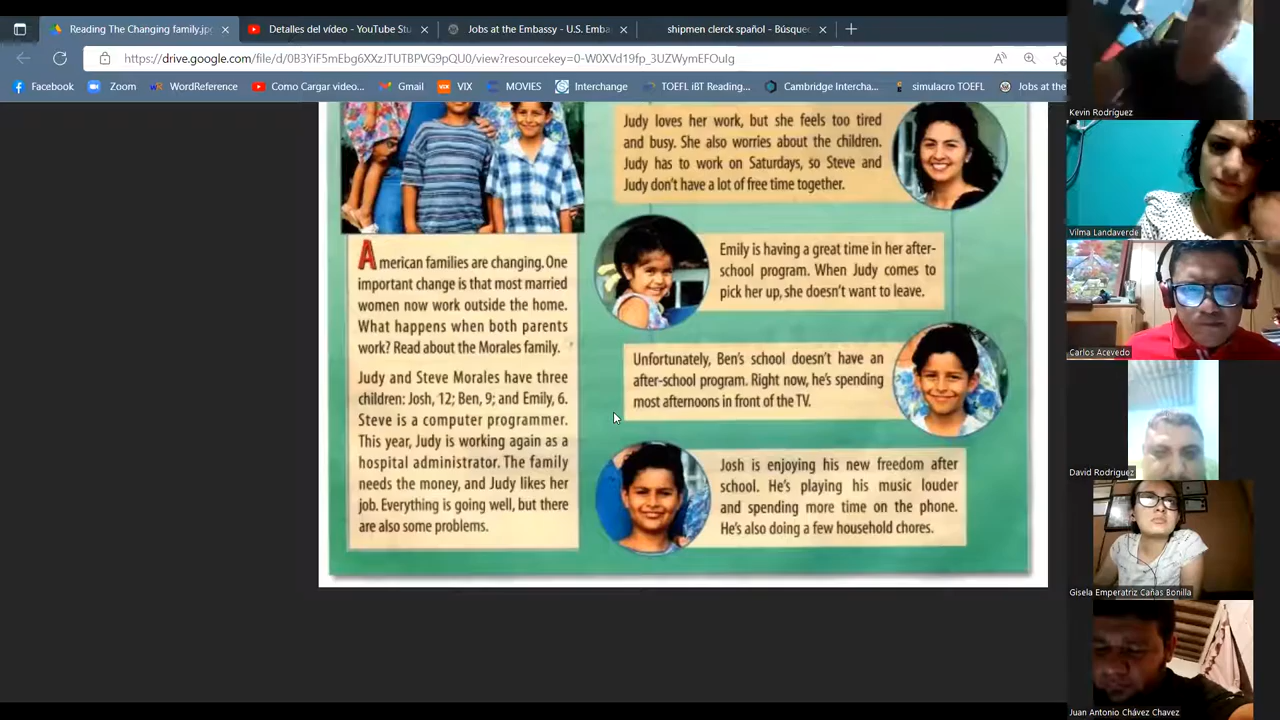 Reading The Changing family.jp
Detalles del vídeo - YouTube Stu
Jobs at the Embassy - U.S. Emba
shipmen clerck spañol - Búsque
https://drive.google.com/file/d/0B3YiF5mEbg6XXzJTUTBPVG9pQU0/view?resourcekey=0-W0XVd19fp_3UZWymEFOuIg
Facebook
Zoom
WordReference
Como Cargar video...
Gmail
VIX
MOVIES
Interchange
TOEFL iBT Reading...
Cambridge Intercha...
simulacro TOEFL
Jobs at the
Judy loves her work, but she feels too tired
and busy. She also worries about the children.
Judy has to work on Saturdays, so Steve and
Judy don't have a lot of free time together.
American families are changing. One
important change is that most married
women now work outside the home.
What happens when both parents
work? Read about the Morales family.
Judy and Steve Morales have three
children: Josh, 12; Ben, 9; and Emily, 6.
Steve is a computer programmer.
This year, Judy is working again as a
hospital administrator. The family
needs the money, and Judy likes her
job. Everything is going well, but there
are also some problems.
Emily is having a great time in her after-
school program. When Judy comes to
pick her up, she doesn't want to leave.
Unfortunately, Ben's school doesn't have an
after-school program. Right now, he's spending
most afternoons in front of the TV.
Josh is enjoying his new freedom after
school. He's playing his music louder
and spending more time on the phone.
He's also doing a few household chores.
Kevin Rodríguez
Vilma Landaverde
Carlos Acevedo
David Rodriguez
Gisela Emperatriz Cañas Bonilla
Juan Antonio Chávez Chavez